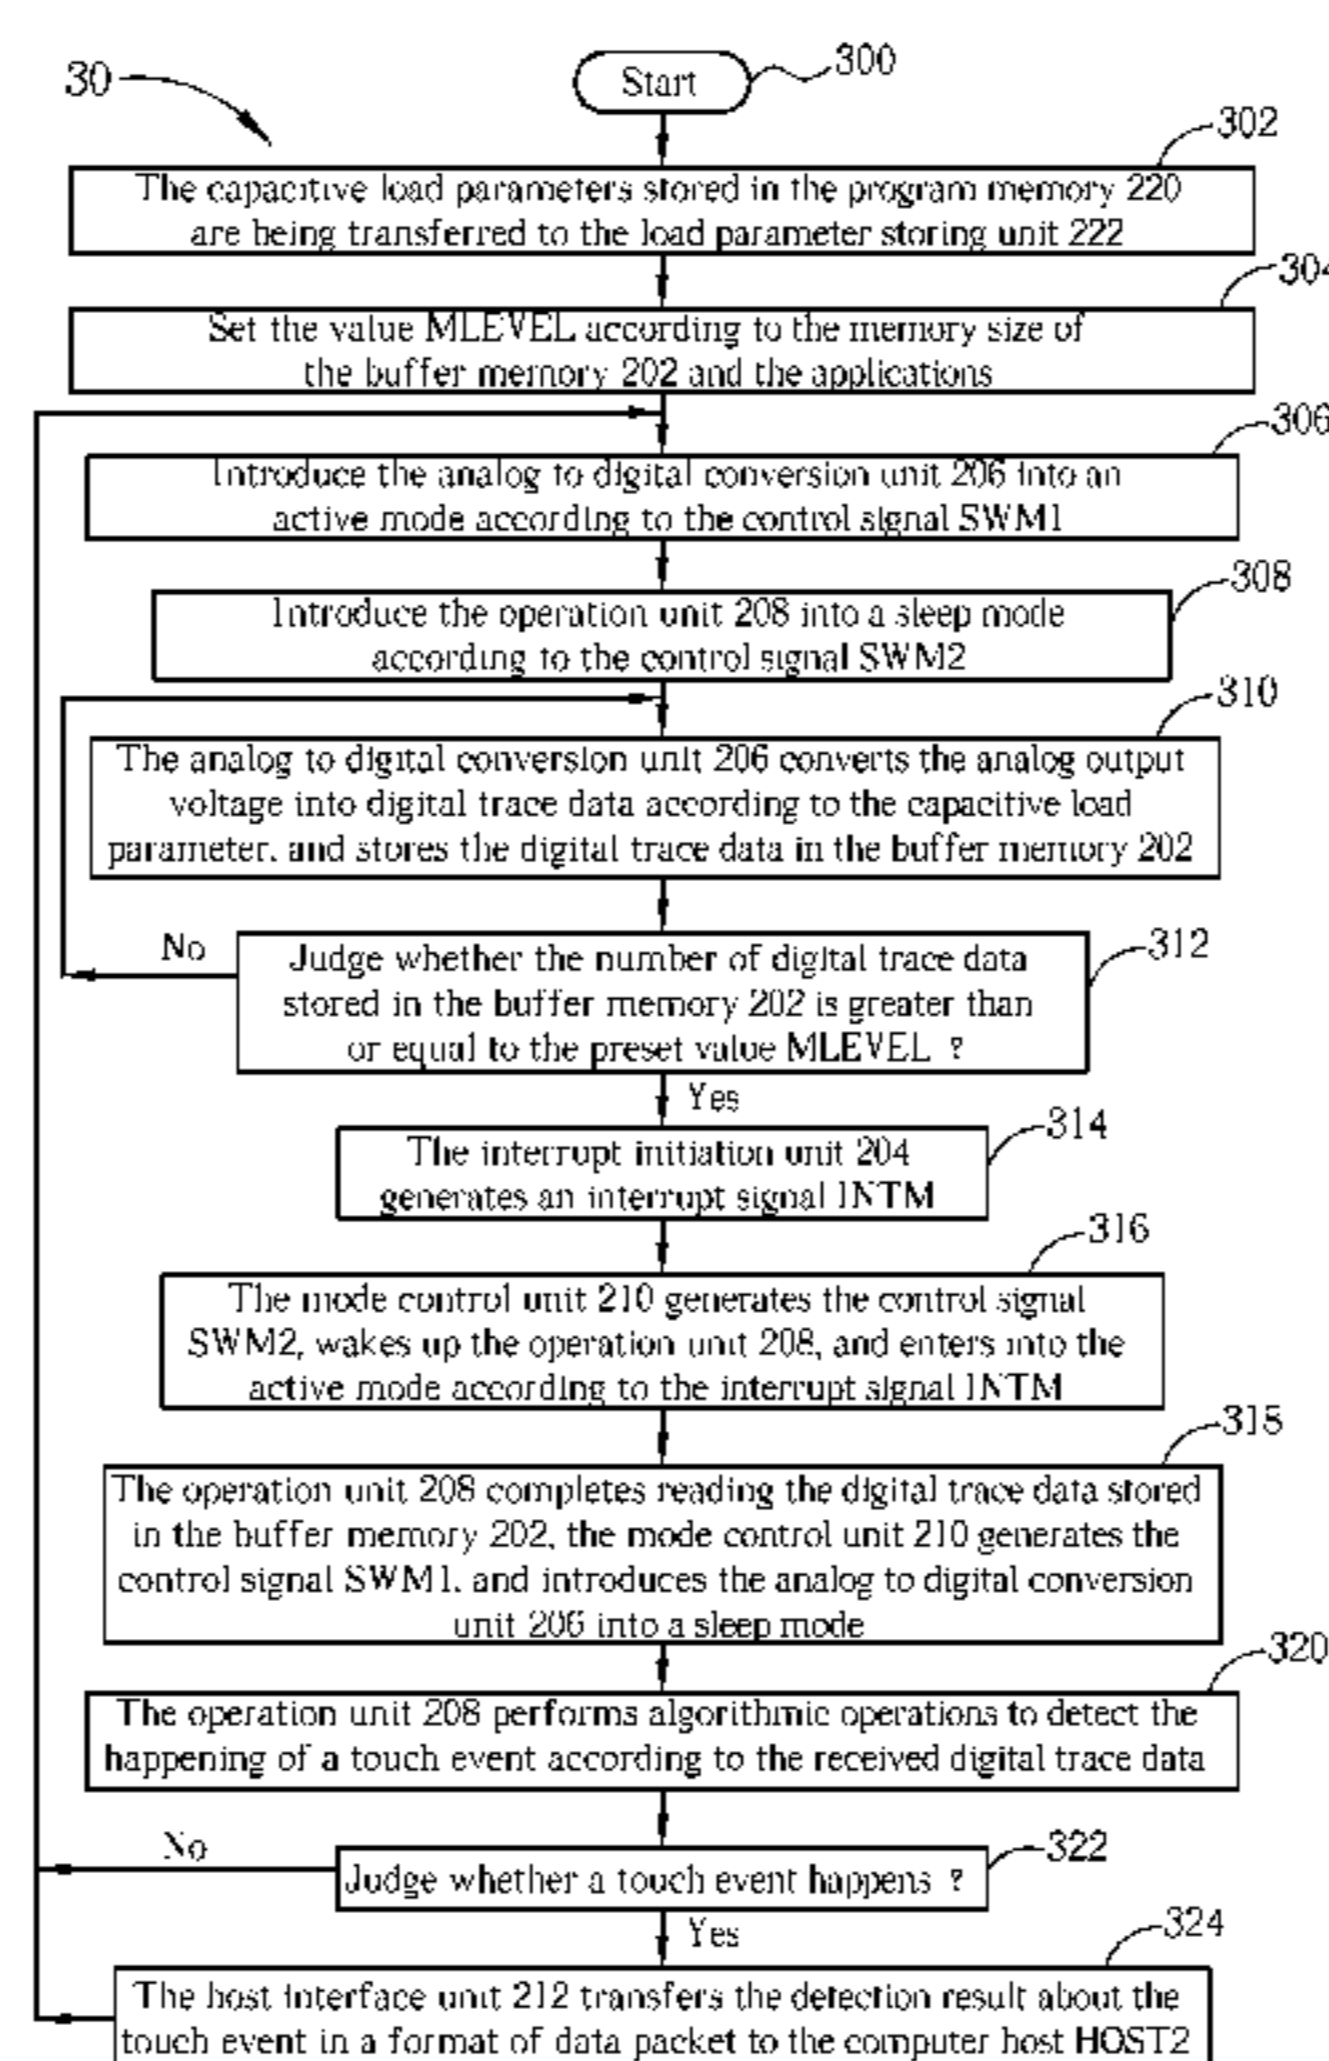 30
Start
300
302
The capacitive load parameters stored in the program memory 220
are being transferred to the load parameter storing unit 222
304
Set the value MLEVEL according to the memory size of
the buffer memory 202 and the applications
306
Introduce the analog to digital conversion unit 206 into an
active mode according to the control signal SWM1
308
Introduce the operation unit 208 into a sleep mode
according to the control signal SWM2
310
The analog to digital conversion unit 206 converts the analog output
voltage into digital trace data according to the capacitive load
parameter, and stores the digital trace data in the buffer memory 202
No
312
Judge whether the number of digital trace data
stored in the buffer memory 202 is greater than
or equal to the preset value MLEVEL ?
Yes
314
The interrupt initiation unit 204
generates an interrupt signal INTM
316
The mode control unit 210 generates the control signal
SWM2, wakes up the operation unit 208, and enters into the
active mode according to the interrupt signal INTM
318
The operation unit 208 completes reading the digital trace data stored
in the buffer memory 202, the mode control unit 210 generates the
control signal SWM1, and introduces the analog to digital conversion
unit 206 into a sleep mode
320
The operation unit 208 performs algorithmic operations to detect the
happening of a touch event according to the received digital trace data
No
322
Judge whether a touch event happens ?
Yes
324
The host interface unit 212 transfers the detection result about the
touch event in a format of data packet to the computer host HOST2